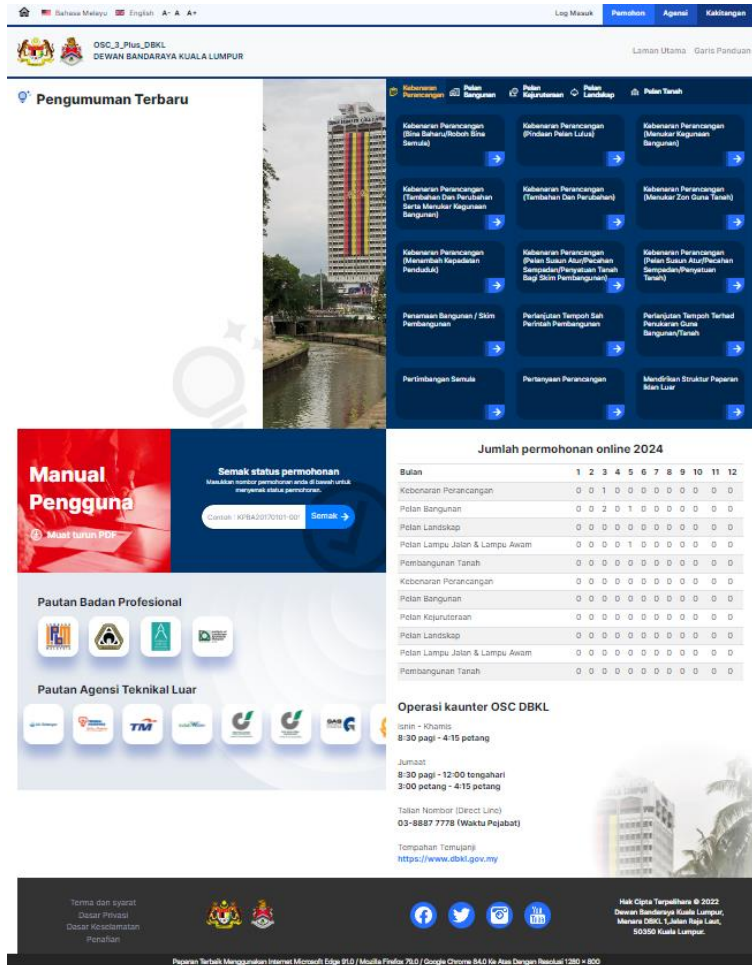 Bahasa Melayu English A- A A+
Log Masuk Pemohon Agensi Kakitangan
OSC_3_Plus_DBKL
DEWAN BANDARAYA KUALA LUMPUR
Laman Utama Garis Panduan
Pengumuman Terbaru
Kebenaran Perancangan
Pelan Bangunan
Pelan Kejuruteraan
Pelan Landskap
Pelan Tanah
Kebenaran Perancangan
(Bina Baharu/Roboh Bina
Semula)
Kebenaran Perancangan
(Pindaan Pelan Lulus)
Kebenaran Perancangan
(Menukar Kegunaan
Bangunan)
Kebenaran Perancangan
(Tambahan Dan Perubahan
Serta Menukar Kegunaan
Bangunan)
Kebenaran Perancangan
(Tambahan Dan Perubahan)
Kebenaran Perancangan
(Menukar Zon Guna Tanah)
Kebenaran Perancangan
(Menambah Kepadatan
Penduduk)
Kebenaran Perancangan
(Pelan Susun Atur/Pecahan
Sempadan/Penyatuan Tanah
Bagi Skim Pembangunan)
Kebenaran Perancangan
(Pelan Susun Atur/Pecahan
Sempadan/Penyatuan
Tanah)
Penamaan Bangunan / Skim
Pembangunan
Perlanjutan Tempoh Sah
Perintah Pembangunan
Perlanjutan Tempoh Terhad
Penukaran Guna
Bangunan/Tanah
Pertimbangan Semula
Pertanyaan Perancangan
Mendirikan Struktur Paparan
Iklan Luar
Manual
Pengguna
Muat turun PDF
Semak status permohonan
Masukkan nombor permohonan anda di bawah untuk
menyemak status permohonan.
Contoh : KPBA20170101-001 Semak
Pautan Badan Profesional
Pautan Agensi Teknikal Luar
TM
Jumlah permohonan online 2024
Bulan 1 2 3 4 5 6 7 8 9 10 11 12
Kebenaran Perancangan 0 0 1 0 0 0 0 0 0 0 0 0
Pelan Bangunan 0 0 2 0 1 0 0 0 0 0 0 0
Pelan Landskap 0 0 0 0 0 0 0 0 0 0 0 0
Pelan Lampu Jalan & Lampu Awam 0 0 0 0 1 0 0 0 0 0 0 0
Pembangunan Tanah 0 0 0 0 0 0 0 0 0 0 0 0
Kebenaran Perancangan 0 0 0 0 0 0 0 0 0 0 0 0
Pelan Bangunan 0 0 0 0 0 0 0 0 0 0 0 0
Pelan Kejuruteraan 0 0 0 0 0 0 0 0 0 0 0 0
Pelan Landskap 0 0 0 0 0 0 0 0 0 0 0 0
Pelan Lampu Jalan & Lampu Awam 0 0 0 0 0 0 0 0 0 0 0 0
Pembangunan Tanah 0 0 0 0 0 0 0 0 0 0 0 0
Operasi kaunter OSC DBKL
Isnin - Khamis
8:30 pagi - 4:15 petang
Jumaat
8:30 pagi - 12:00 tengahari
3:00 petang - 4:15 petang
Talian Nombor (Direct Line)
03-8887 7778 (Waktu Pejabat)
Tempahan Temujanji
https://www.dbkl.gov.my
Terma dan syarat
Dasar Privasi
Dasar Keselamatan
Penafian
Hak Cipta Terpelihara © 2022
Dewan Bandaraya Kuala Lumpur,
Menara DBKL 1,Jalan Raja Laut,
50350 Kuala Lumpur.
Paparan Terbaik Menggunakan Internet Microsoft Edge 91.0 / Mozilla Firefox 79.0 / Google Chrome 84.0 Ke Atas Dengan Resolusi 1280 x 800